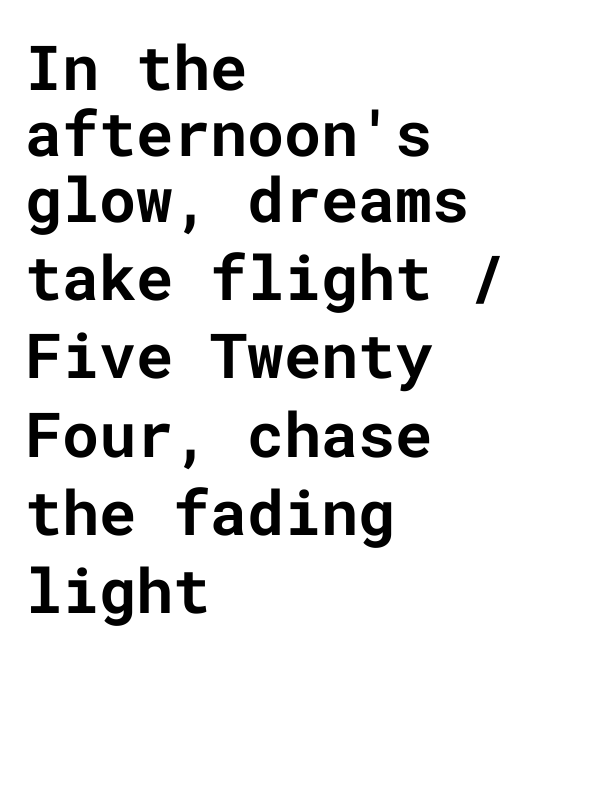 In the
afternoon's
glow, dreams
take flight /
Five Twenty
Four, chase
the fading
light